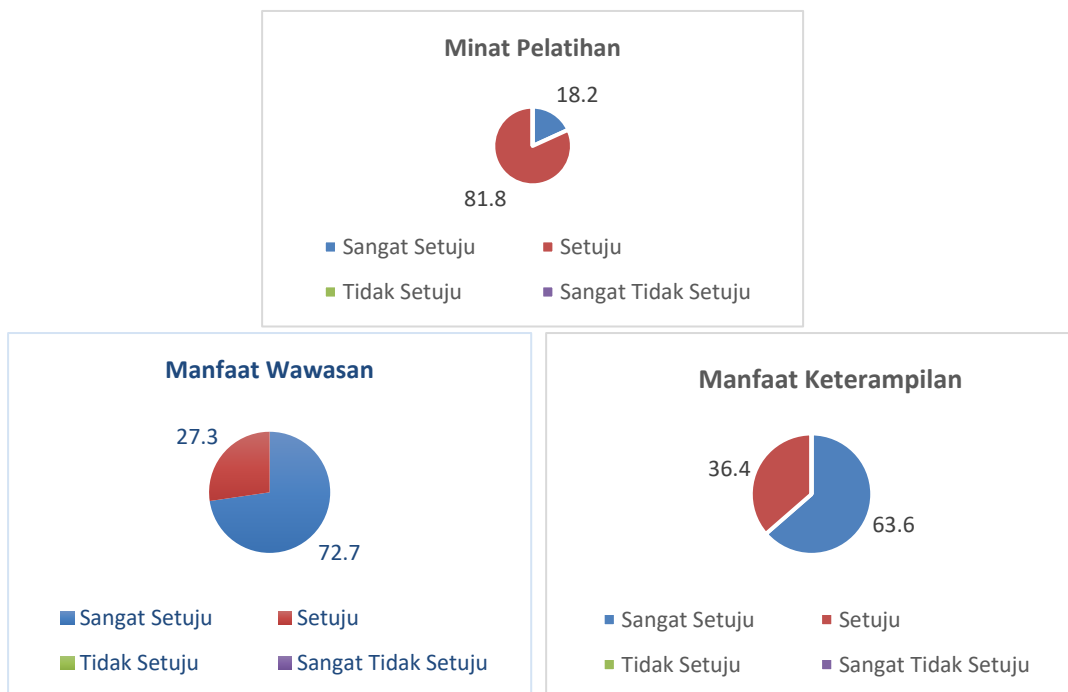 Minat Pelatihan
18.2
81.8
Sangat Setuju
Setuju
Tidak Setuju
Sangat Tidak Setuju
Manfaat Wawasan
27.3
72.7
Sangat Setuju
Setuju
Tidak Setuju
Sangat Tidak Setuju
Manfaat Keterampilan
36.4
63.6
Sangat Setuju
Setuju
Tidak Setuju
Sangat Tidak Setuju